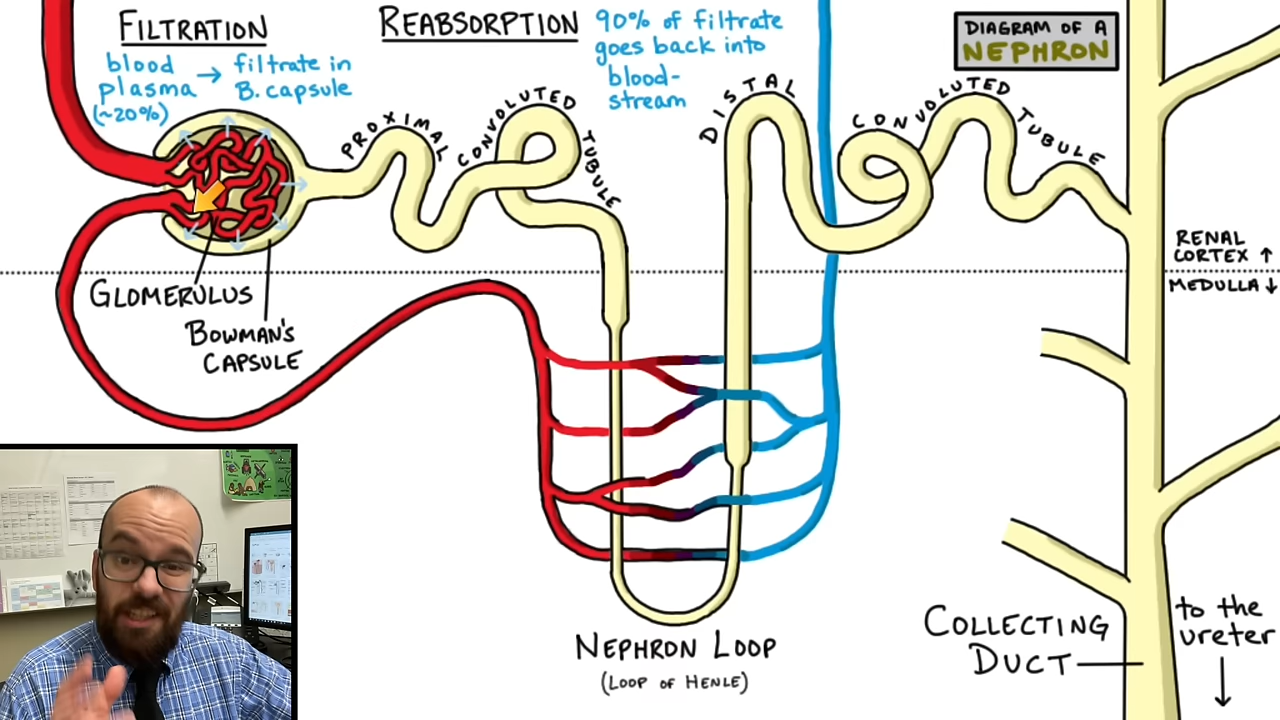 FILTRATION
blood plasma (~20%) → filtrate in B. capsule
REABSORPTION
90% of filtrate
goes back into
blood-
stream
DIAGRAM OF A
NEPHRON
PROXIMAL CONVOLUTED TUBULE
DISTAL CONVOLUTED TUBULE
RENAL
CORTEX ↑
MEDULLA ↓
GLOMERULUS
BOWMAN'S
CAPSULE
NEPHRON LOOP
(LOOP OF HENLE)
COLLECTING
DUCT
to the
ureter